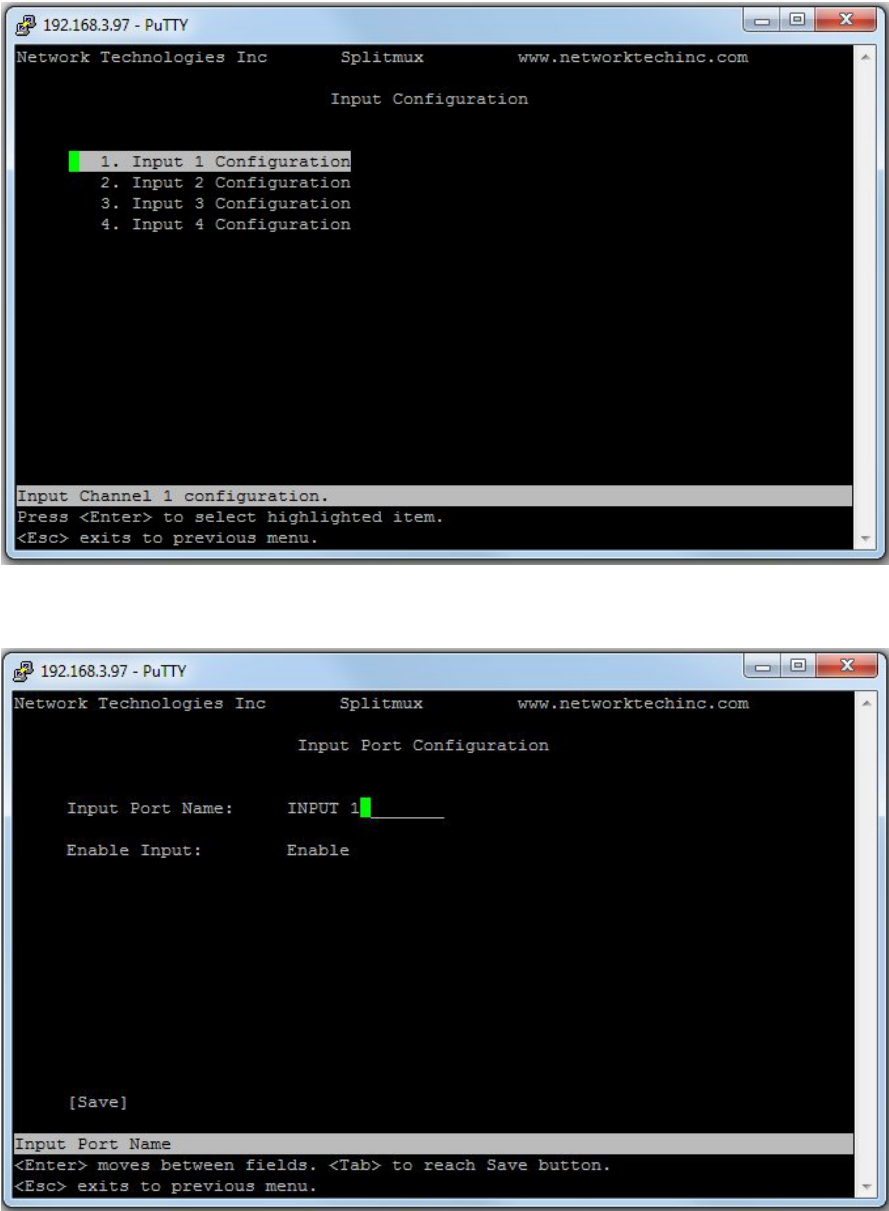 192.168.3.97 - PuTTY
Network Technologies Inc Splitmux www.networktechinc.com
Input Configuration
1. Input 1 Configuration
2. Input 2 Configuration
3. Input 3 Configuration
4. Input 4 Configuration
Input Channel 1 configuration.
Press <Enter> to select highlighted item.
<Esc> exits to previous menu.
192.168.3.97 - PuTTY
Network Technologies Inc Splitmux www.networktechinc.com
Input Port Configuration
Input Port Name: INPUT 1
Enable Input: Enable
[Save]
Input Port Name
<Enter> moves between fields. <Tab> to reach Save button.
<Esc> exits to previous menu.